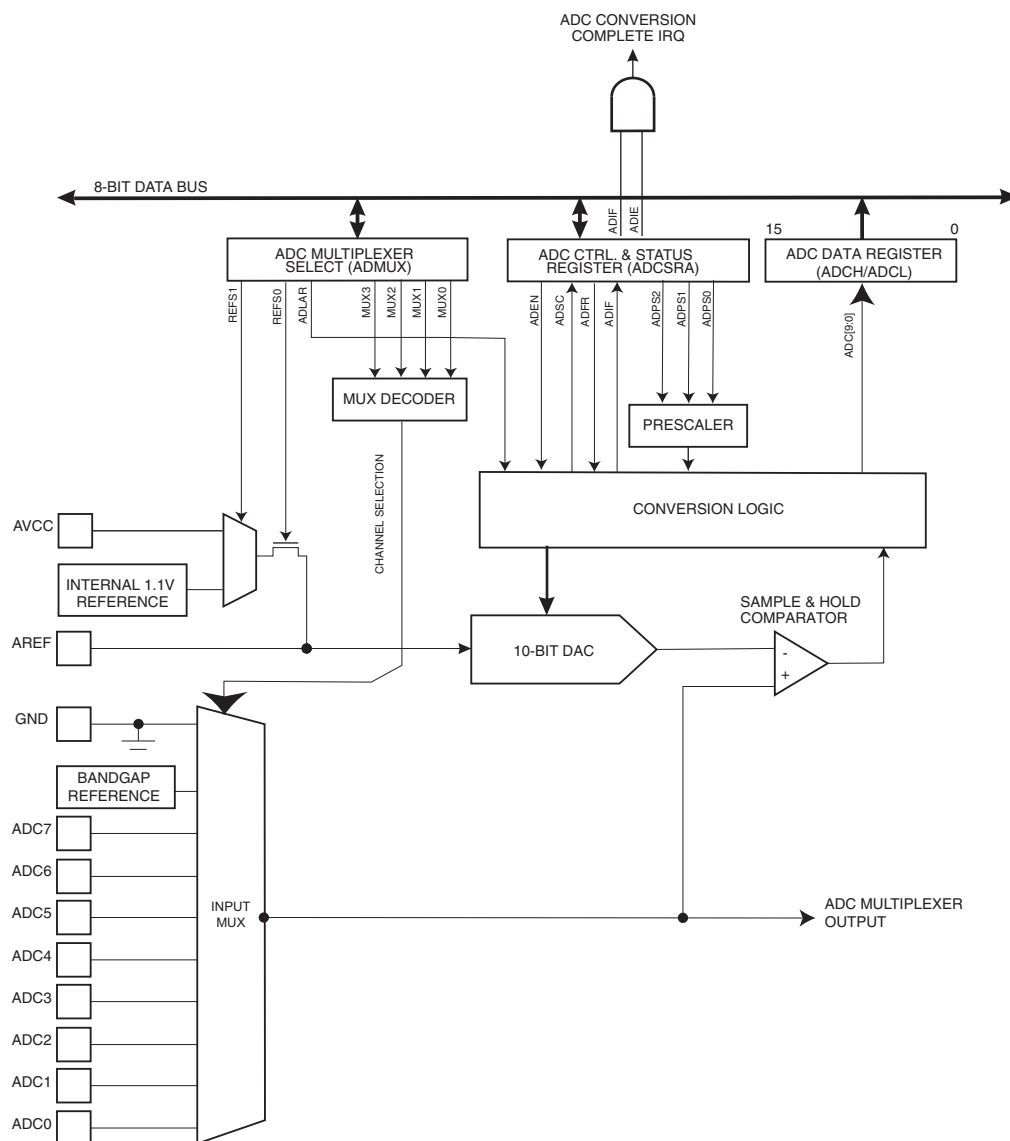 ADC CONVERSION
COMPLETE IRQ
8-BIT DATA BUS
ADIF
ADIE
15
0
ADC MULTIPLEXER
SELECT (ADMUX)
ADC CTRL. & STATUS
REGISTER (ADCSRA)
ADC DATA REGISTER
(ADCH/ADCL)
REFS1
REFS0
ADLAR
MUX3
MUX2
MUX1
MUX0
ADEN
ADSC
ADFR
ADIF
ADPS2
ADPS1
ADPS0
ADC[9:0]
MUX DECODER
PRESCALER
CHANNEL SELECTION
CONVERSION LOGIC
AVCC
INTERNAL 1.1V
REFERENCE
SAMPLE & HOLD
COMPARATOR
AREF
10-BIT DAC
-
+
GND
BANDGAP
REFERENCE
ADC7
ADC6
ADC5
INPUT
MUX
ADC MULTIPLEXER
OUTPUT
ADC4
ADC3
ADC2
ADC1
ADC0